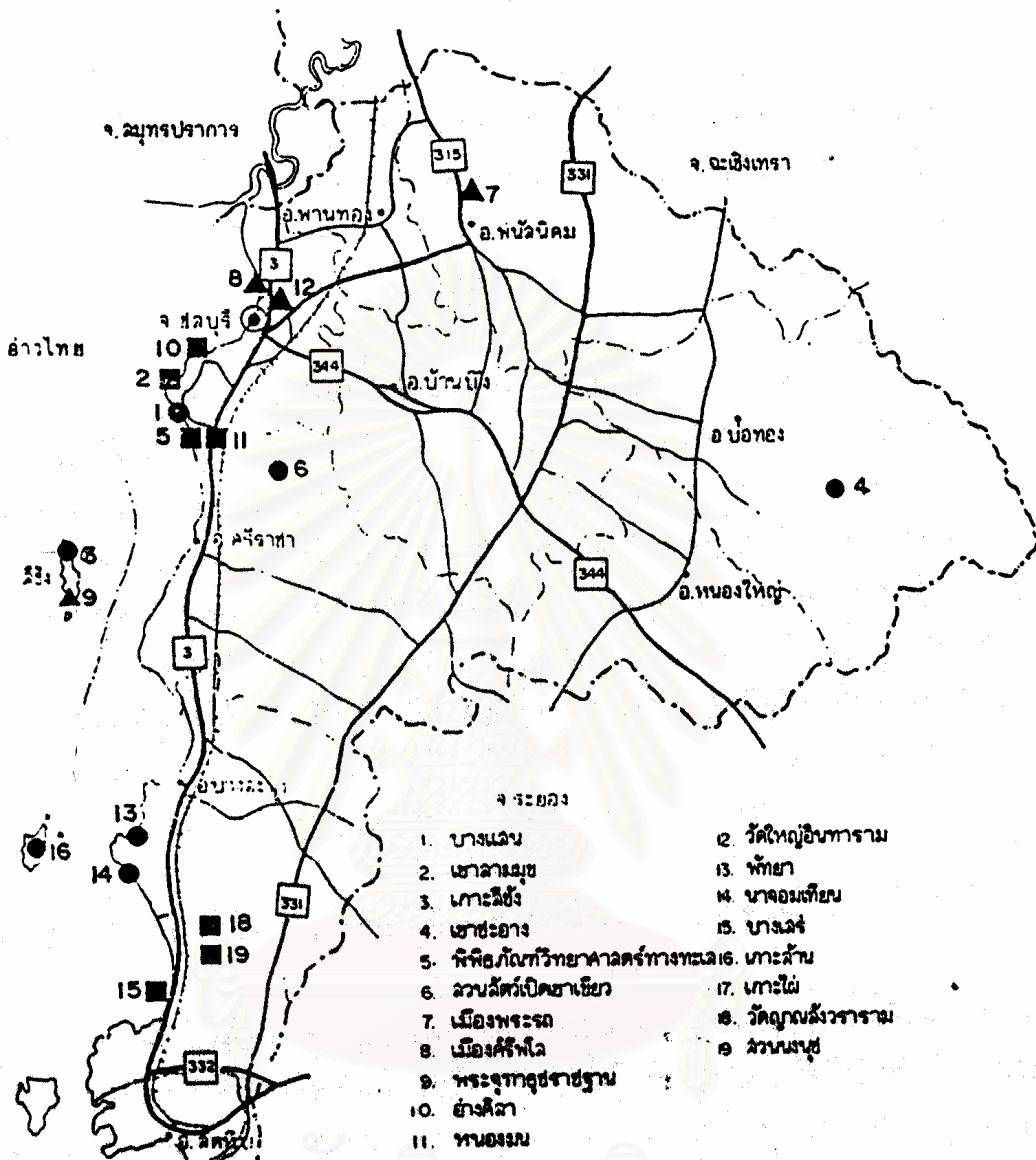 จ.สมุทรปราการ
315
331
จ.ฉะเชิงเทรา
7
อ.พานทอง
อ.พนัสนิคม
3
8
12
จ ชลบุรี
อ่าวไทย
10
344
2
อ.บ้านบึง
1
5
11
อ บ่อทอง
6
4
อ ศรีราชา
3
สีชัง
9
344
อ.หนองใหญ่
3
จ ระยอง
13
16
14
331
18
19
15
332
1. บางแสน
2. เขาสามมุข
3. เกาะสีชัง
4. เขาชะอาง
5. พิพิธภัณฑ์วิทยาศาสตร์ทางทะเล
6. สวนสัตว์เปิดเขาเขียว
7. เมืองพระรถ
8. เมืองศรีพโล
9. พระจุฑาธุชราชฐาน
10. อ่างศิลา
11. หนองมน
12. วัดใหญ่อินทาราม
13. พัทยา
14. นาจอมเทียน
15. บางเสร่
16. เกาะล้าน
17. เกาะไผ่
18. วัดญาณสังวราราม
19 สวนนงนุช